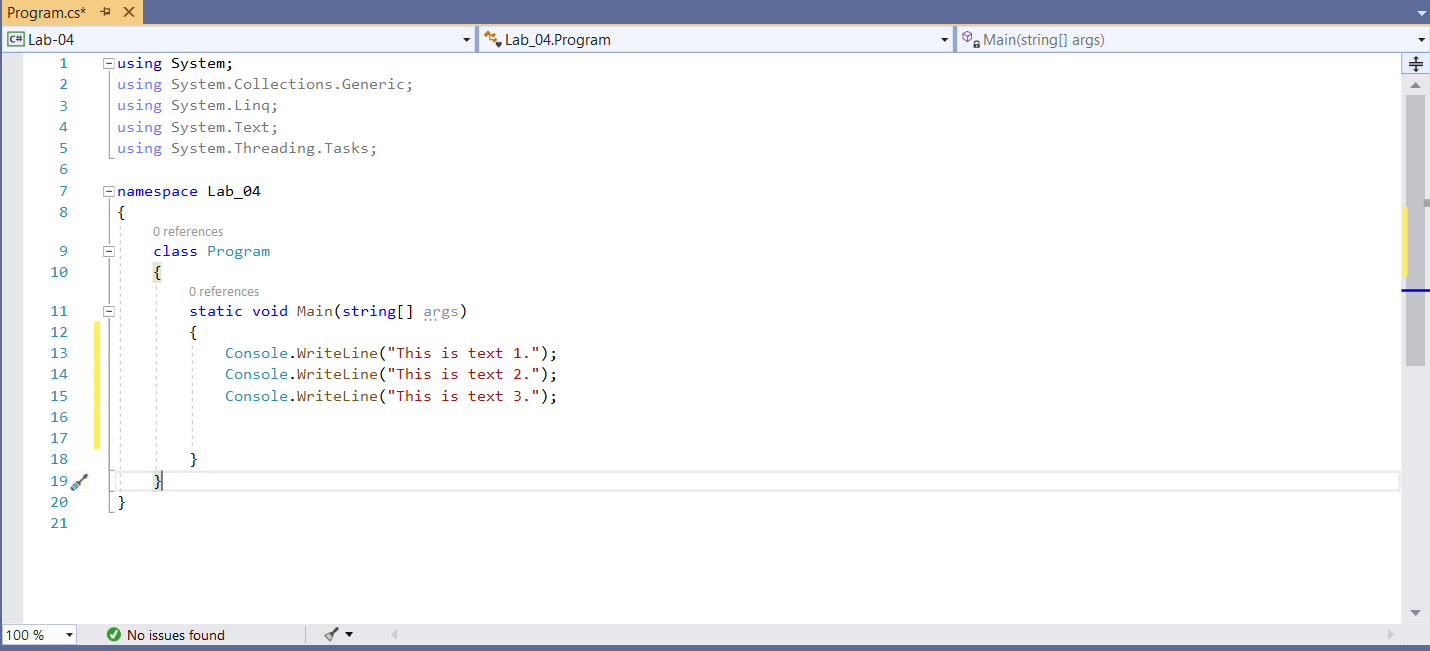 Program.cs*
C# Lab-04 Lab_04.Program Main(string[] args)
1 using System;
2 using System.Collections.Generic;
3 using System.Linq;
4 using System.Text;
5 using System.Threading.Tasks;
6
7 namespace Lab_04
8 {
0 references
9 class Program
10 {
0 references
11 static void Main(string[] args)
12 {
13 Console.WriteLine("This is text 1.");
14 Console.WriteLine("This is text 2.");
15 Console.WriteLine("This is text 3.");
16
17
18 }
19 }
20 }
21
100 % No issues found